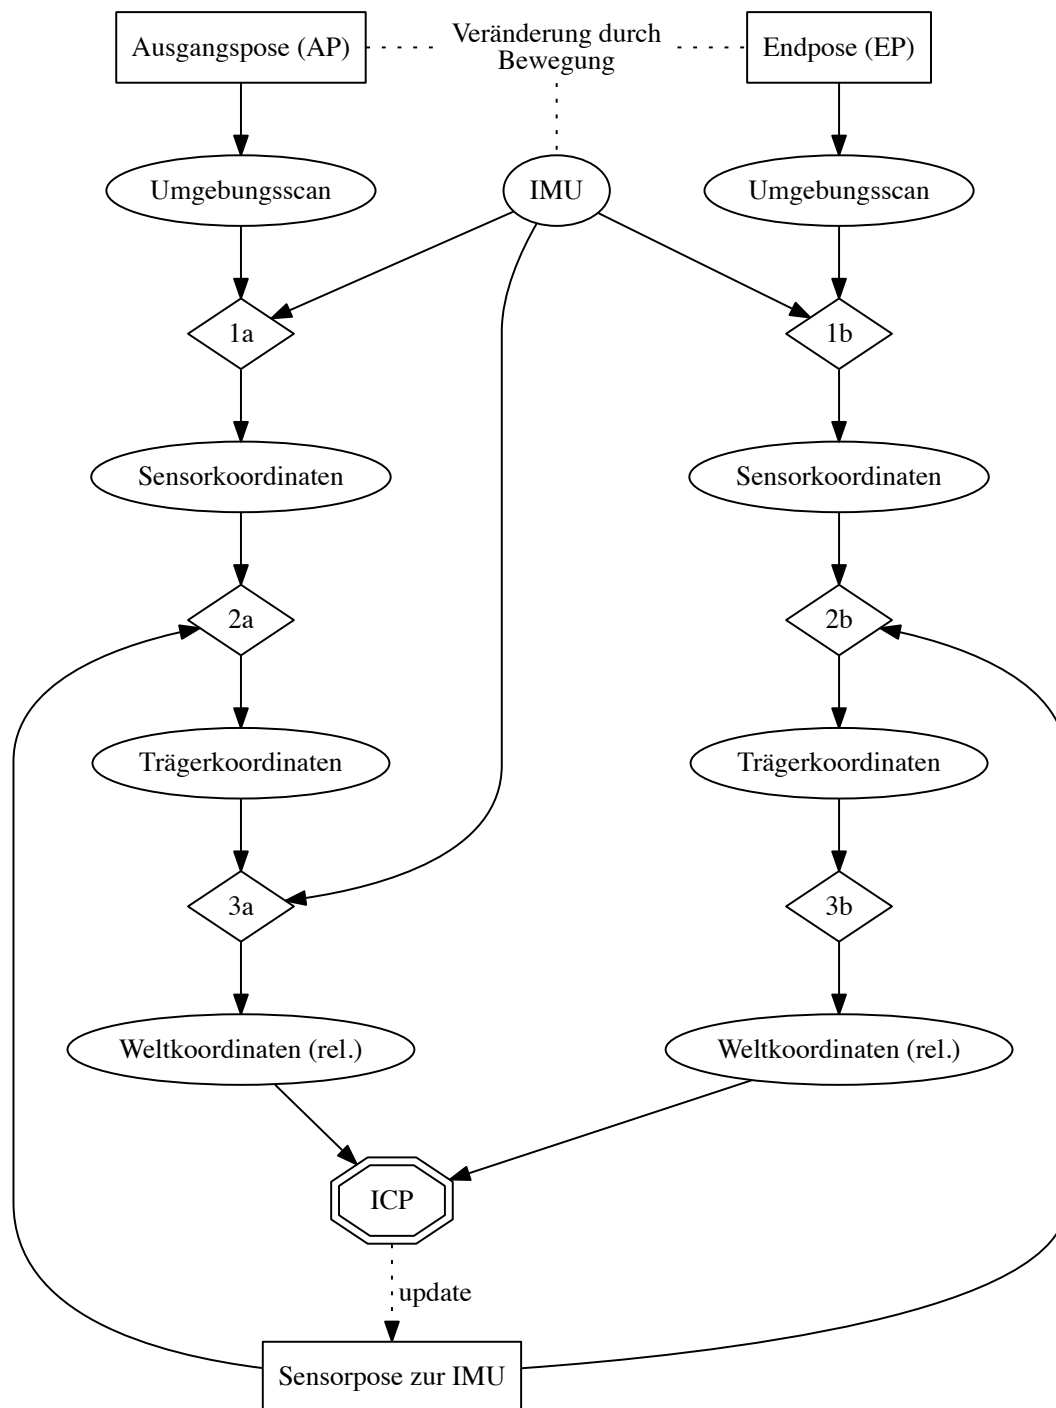 Ausgangspose (AP)
Veränderung durch
Bewegung
Endpose (EP)
Umgebungsscan
IMU
Umgebungsscan
1a
1b
Sensorkoordinaten
Sensorkoordinaten
2a
2b
Trägerkoordinaten
Trägerkoordinaten
3a
3b
Weltkoordinaten (rel.)
Weltkoordinaten (rel.)
ICP
update
Sensorpose zur IMU